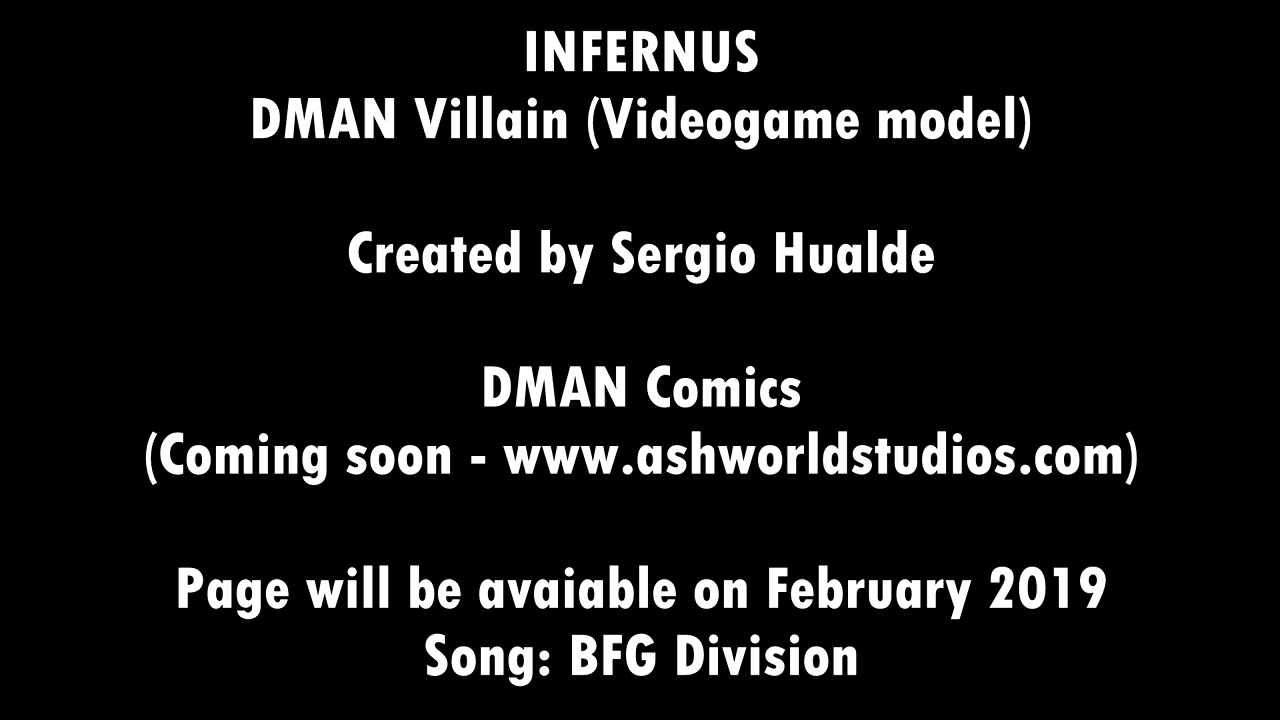 INFERNUS
DMAN Villain (Videogame model)
Created by Sergio Hualde
DMAN Comics
(Coming soon - www.ashworldstudios.com)
Page will be avaiable on February 2019
Song: BFG Division